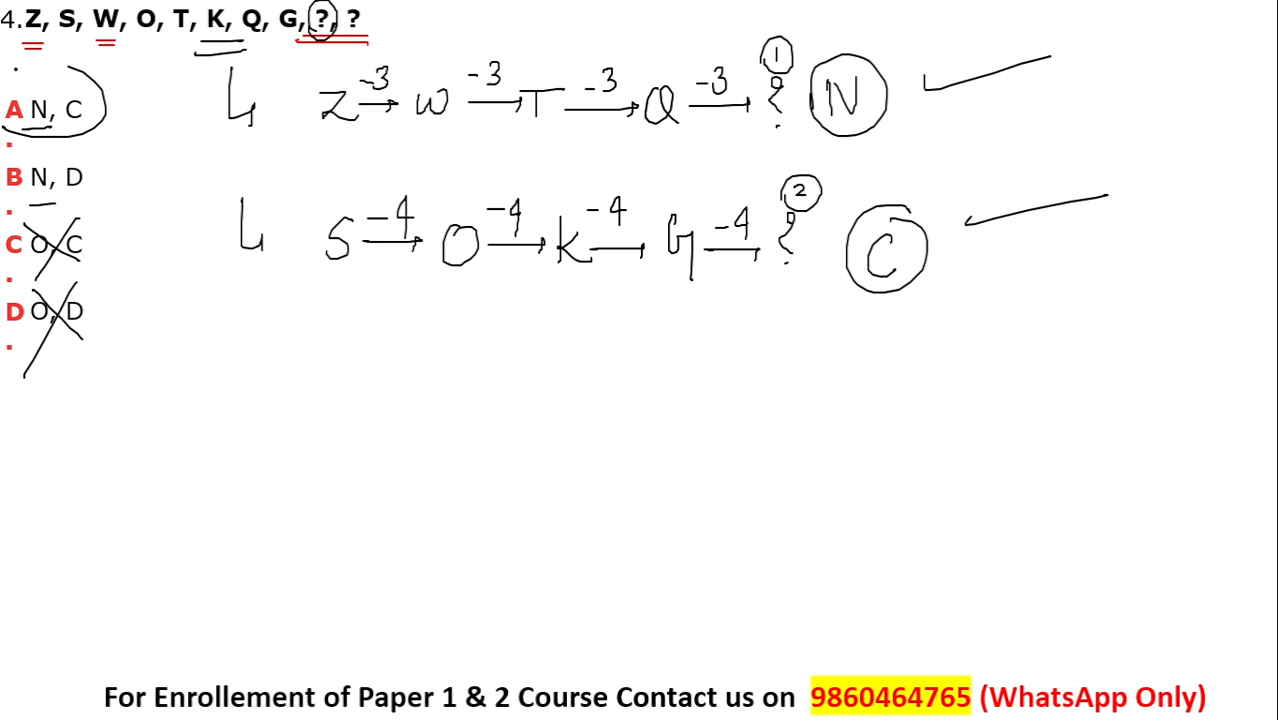 4. Z, S, W, O, T, K, Q, G, ?, ?
A N, C
.
B N, D
.
C O, C
.
D O, D
.
Z -3 → W -3 → T -3 → Q -3 → ? 1 N
S -4 → O -4 → K -4 → G -4 → ? 2 C
For Enrollement of Paper 1 & 2 Course Contact us on 9860464765 (WhatsApp Only)